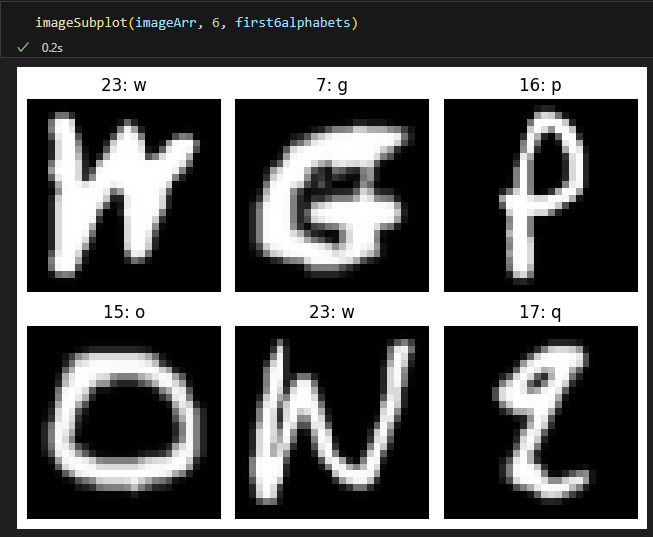 imageSubplot(imageArr, 6, first6alphabets)
✓ 0.2s
23: w 7: g 16: p
W G P
15: o 23: w 17: q
O W q